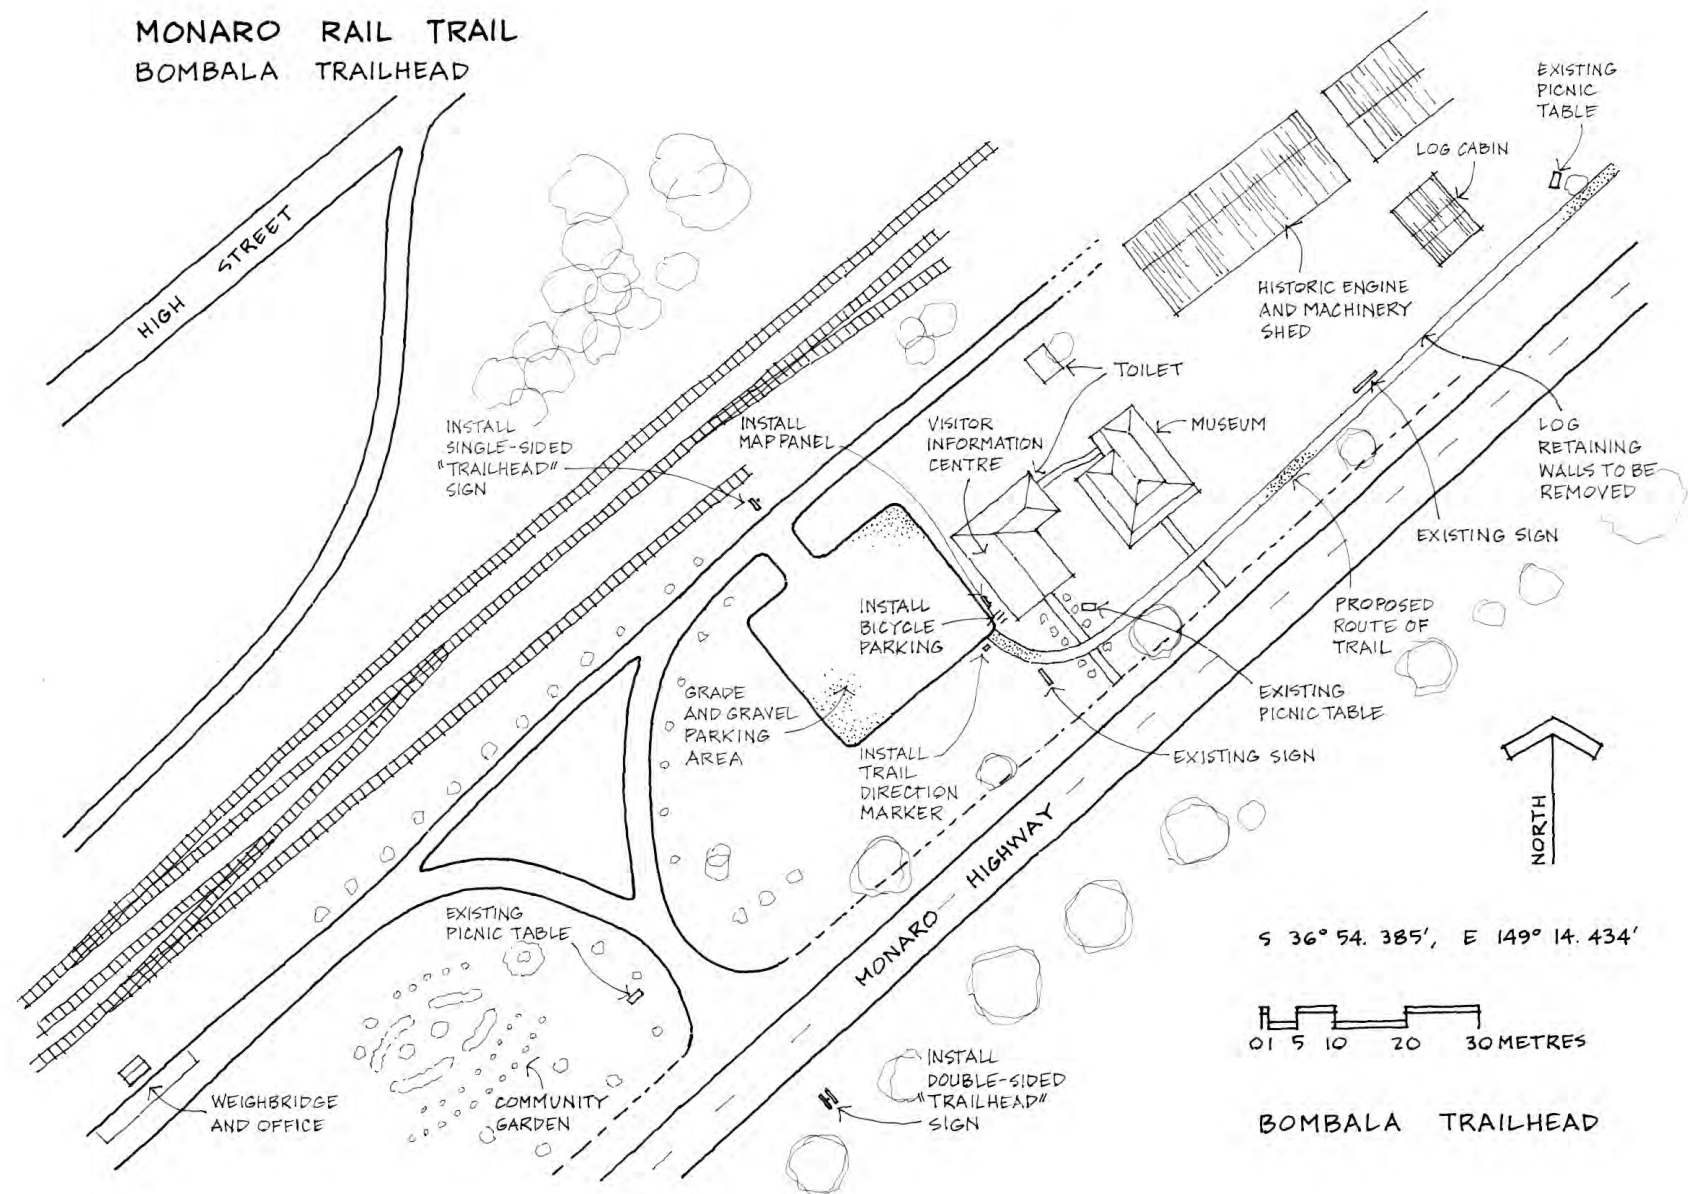 MONARO RAIL TRAIL
BOMBALA TRAILHEAD
HIGH STREET
EXISTING
PICNIC
TABLE
LOG CABIN
HISTORIC ENGINE
AND MACHINERY
SHED
TOILET
INSTALL
SINGLE-SIDED
"TRAILHEAD"
SIGN
INSTALL
MAP PANEL
VISITOR
INFORMATION
CENTRE
MUSEUM
LOG
RETAINING
WALLS TO BE
REMOVED
EXISTING SIGN
INSTALL
BICYCLE
PARKING
PROPOSED
ROUTE OF
TRAIL
GRADE
AND GRAVEL
PARKING
AREA
EXISTING
PICNIC TABLE
INSTALL
TRAIL
DIRECTION
MARKER
EXISTING SIGN
NORTH
MONARO HIGHWAY
EXISTING
PICNIC TABLE
S 36° 54. 385', E 149° 14. 434'
0 1 5 10 20 30 METRES
INSTALL
DOUBLE-SIDED
"TRAILHEAD"
SIGN
WEIGHBRIDGE
AND OFFICE
COMMUNITY
GARDEN
BOMBALA TRAILHEAD